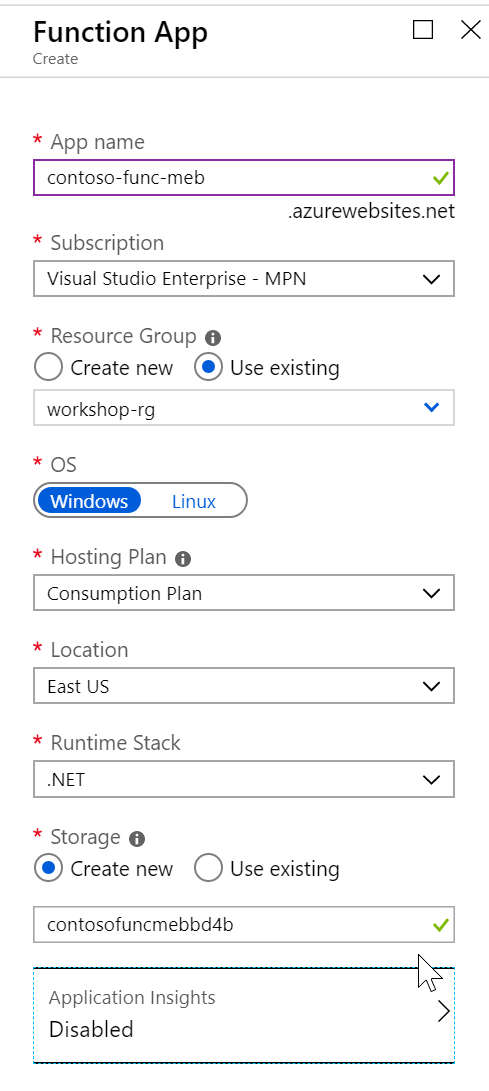 Function App
Create
* App name
contoso-func-meb
.azurewebsites.net
* Subscription
Visual Studio Enterprise - MPN
* Resource Group
Create new Use existing
workshop-rg
* OS
Windows Linux
* Hosting Plan
Consumption Plan
* Location
East US
* Runtime Stack
.NET
* Storage
Create new Use existing
contosofuncmebbd4b
Application Insights
Disabled